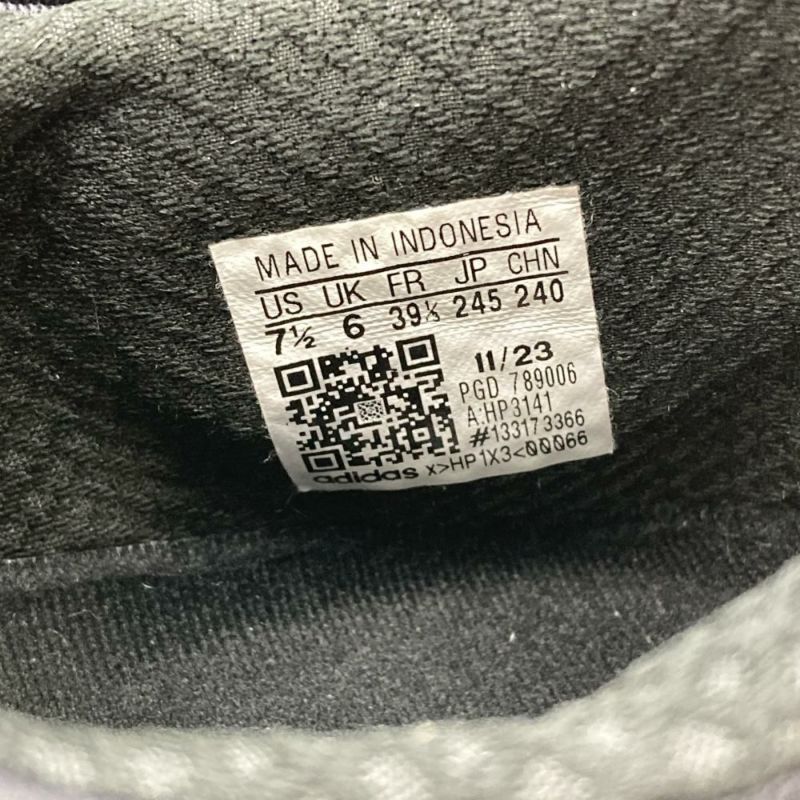 MADE IN INDONESIA
US UK FR JP CHN
7½ 6 39⅓ 245 240
11/23
PGD 789006
A:HP3141
#133173366
adidas x>HP1X3<00066